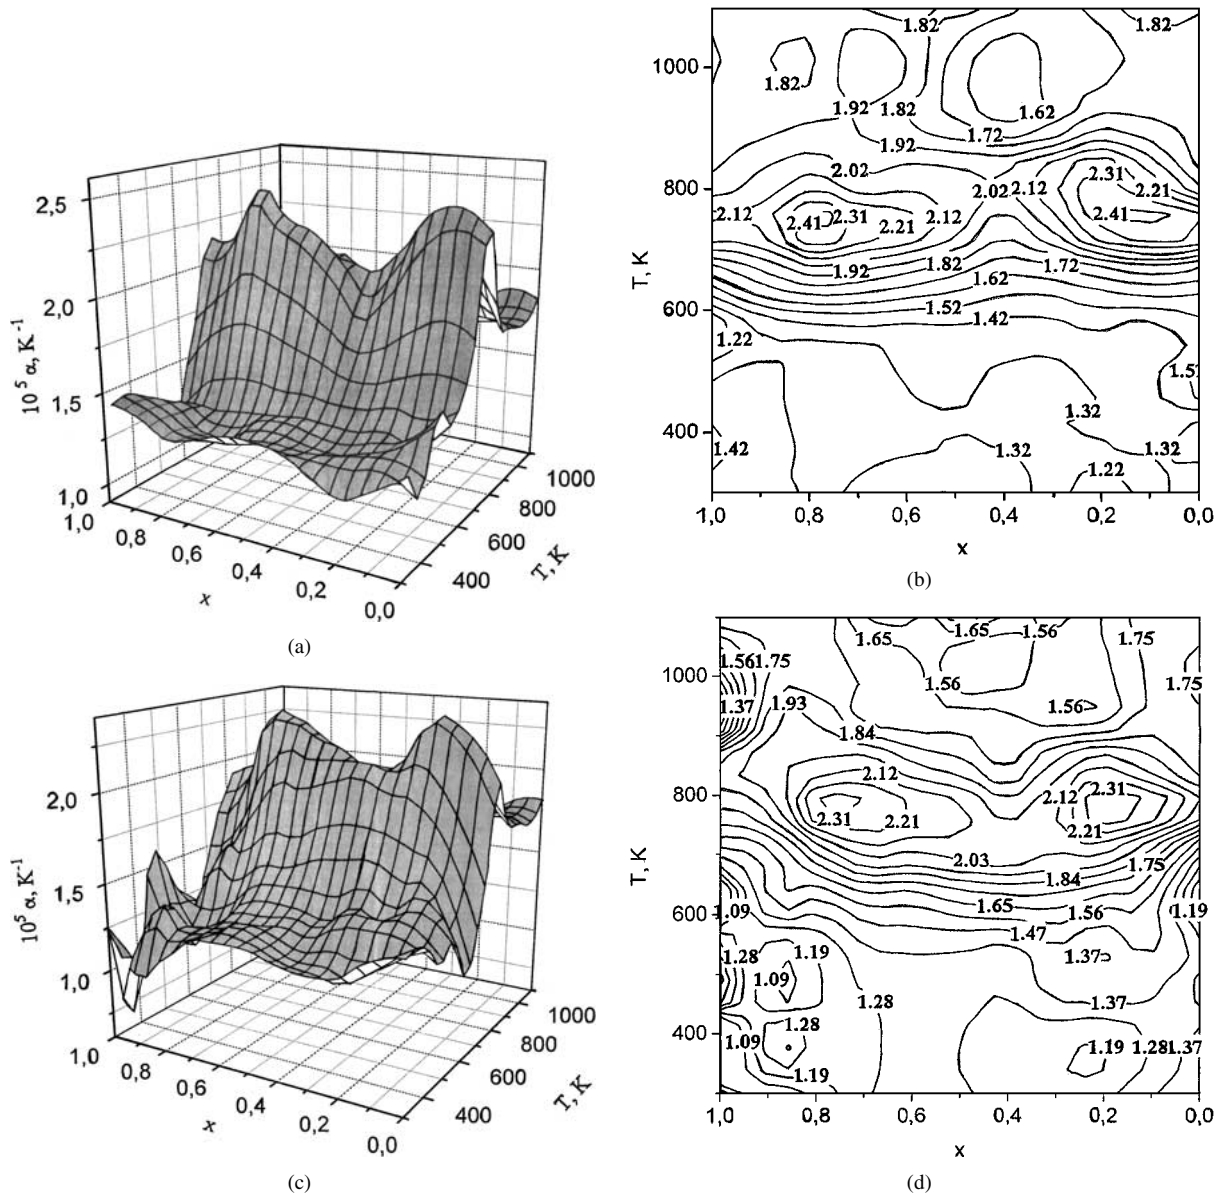 2,5
2,0
1,5
1,0
10 5 α, K-1
1,0
0,8
0,6
0,4
0,2
0,0
x
400
600
800
1000
T, K
(a)
1.82 1.82
1000
1.82
1.92 1.82 1.62
1.72
1.92
2.02 2.31
800 2.02 2.12 2.21
2.12 2.41 2.31 2.21 2.12 2.41
T, K
1.92 1.82 1.72
1.62
600 1.52
1.42
1.22
1.5
1.32
400
1.42 1.32 1.32
1.22
1,0 0,8 0,6 0,4 0,2 0,0
x
(b)
2,0
1,5
1,0
105 α, K-1
1,0
0,8
0,6
0,4
0,2
0,0
x
400
600
800
1000
T, K
(c)
1.65 1.65 1.56 1.75
1.56 1.75
1000 1.56 1.75
1.37 1.93 1.56
1.84
2.12
800 2.12 2.31
2.31 2.21 2.21
T, K
2.03 1.75
1.84
600 1.09 1.65 1.56 1.19
1.47
1.28 1.19 1.37
1.09 1.28 1.37
400 1.28
1.09 1.19 1.28 1.37
1.19
1,0 0,8 0,6 0,4 0,2 0,0
x
(d)